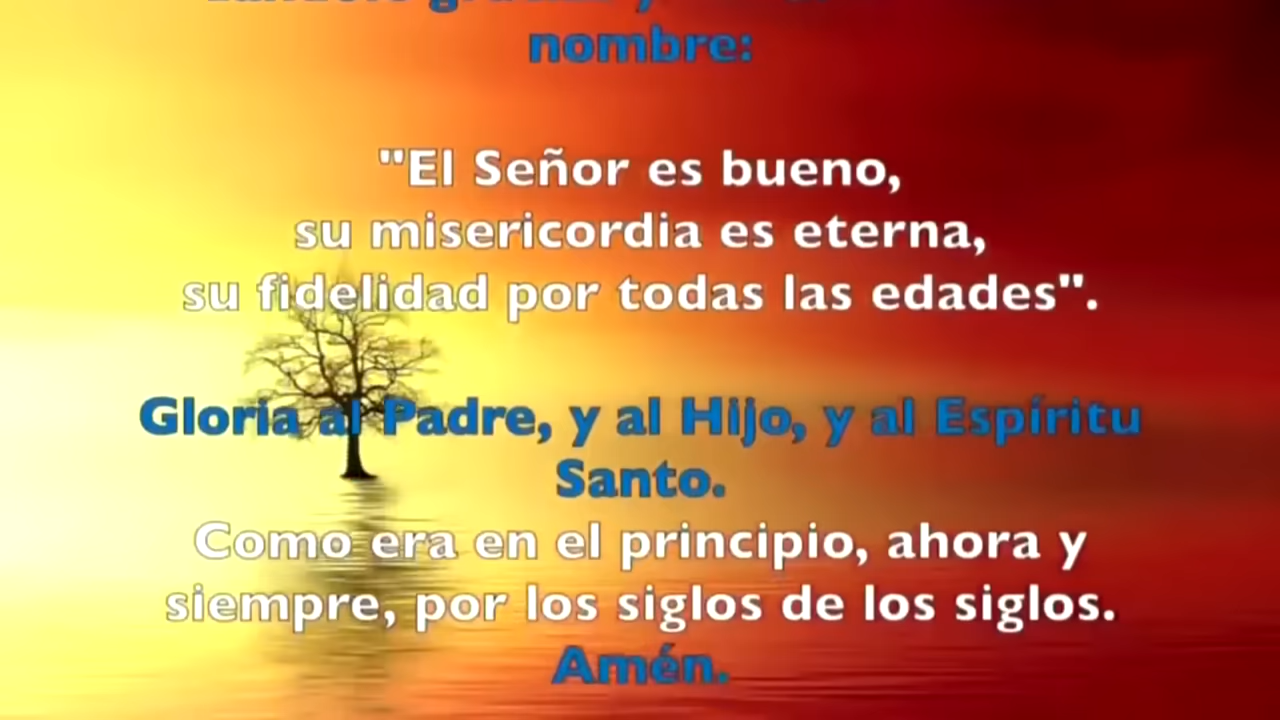 nombre:
"El Señor es bueno,
su misericordia es eterna,
su fidelidad por todas las edades".
Gloria al Padre, y al Hijo, y al Espíritu
Santo.
Como era en el principio, ahora y
siempre, por los siglos de los siglos.
Amén.